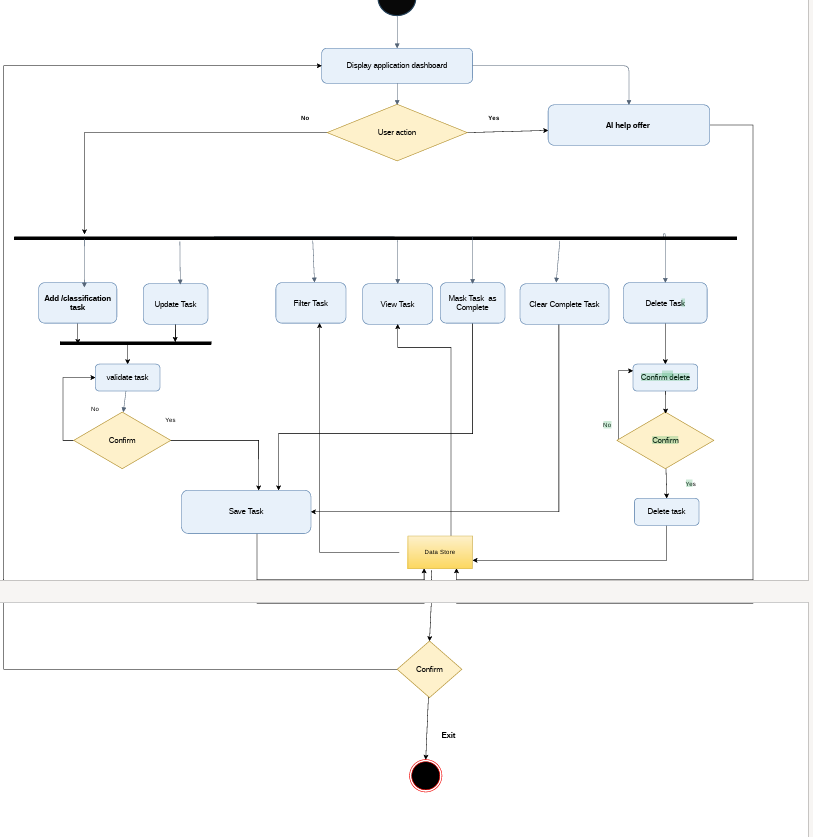 Display application dashboard
User action
No
Yes
AI help offer
Add /classification
task
Update Task
Filter Task
View Task
Mask Task as
Complete
Clear Complete Task
Delete Task
validate task
Confirm delete
No
Yes
Confirm
No
Confirm
Yes
Save Task
Delete task
Data Store
Confirm
Exit